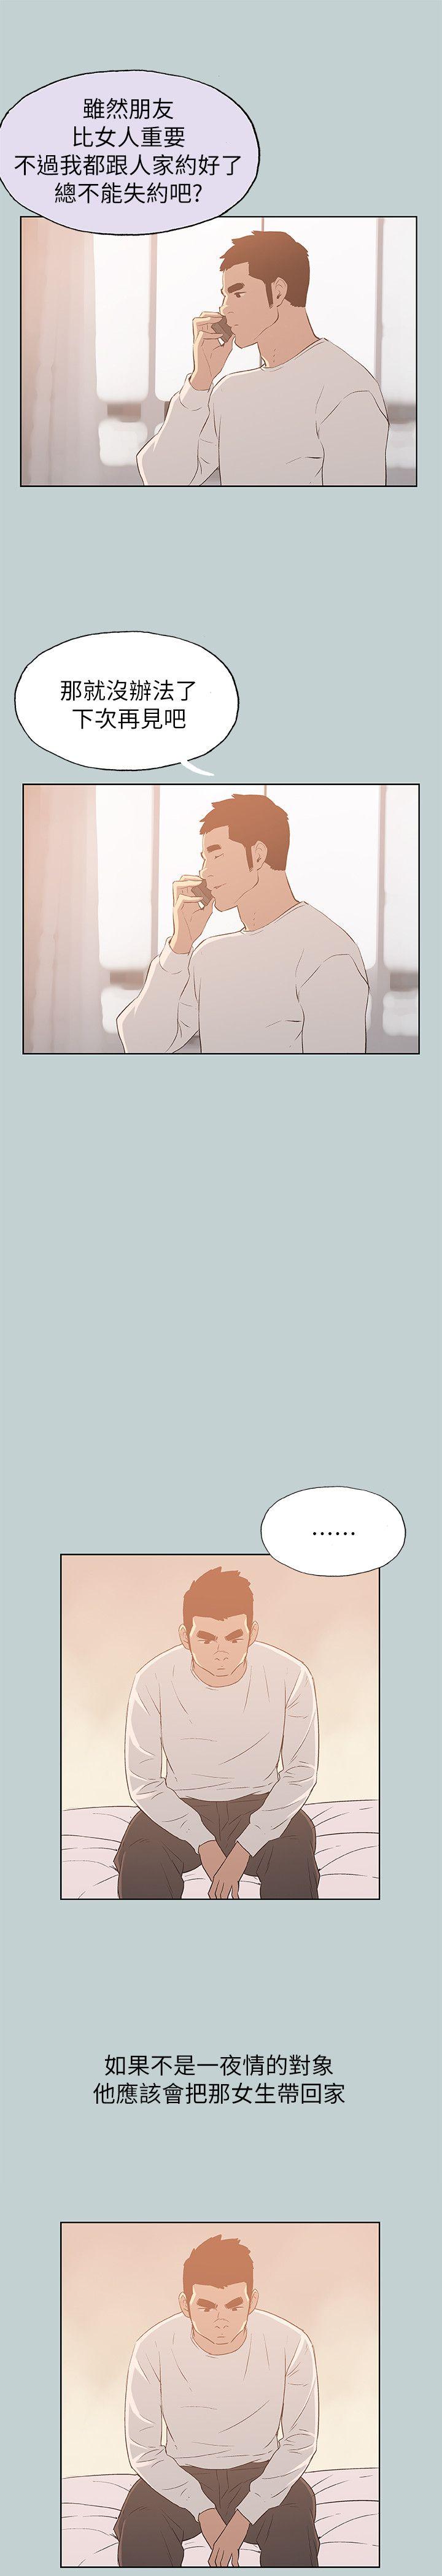 雖然朋友
比女人重要
不過我都跟人家約好了
總不能失約吧?
那就沒辦法了
下次再見吧
......
如果不是一夜情的對象
他應該會把那女生帶回家